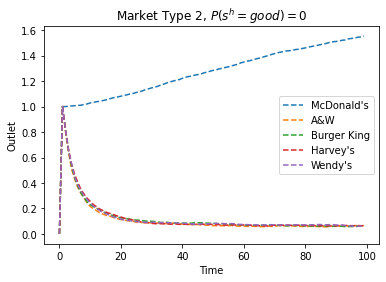 Market Type 2, P(s^h = good) = 0
1.6
1.4
1.2
1.0
0.8
0.6
0.4
0.2
0.0
Outlet
McDonald's
A&W
Burger King
Harvey's
Wendy's
0 20 40 60 80 100
Time